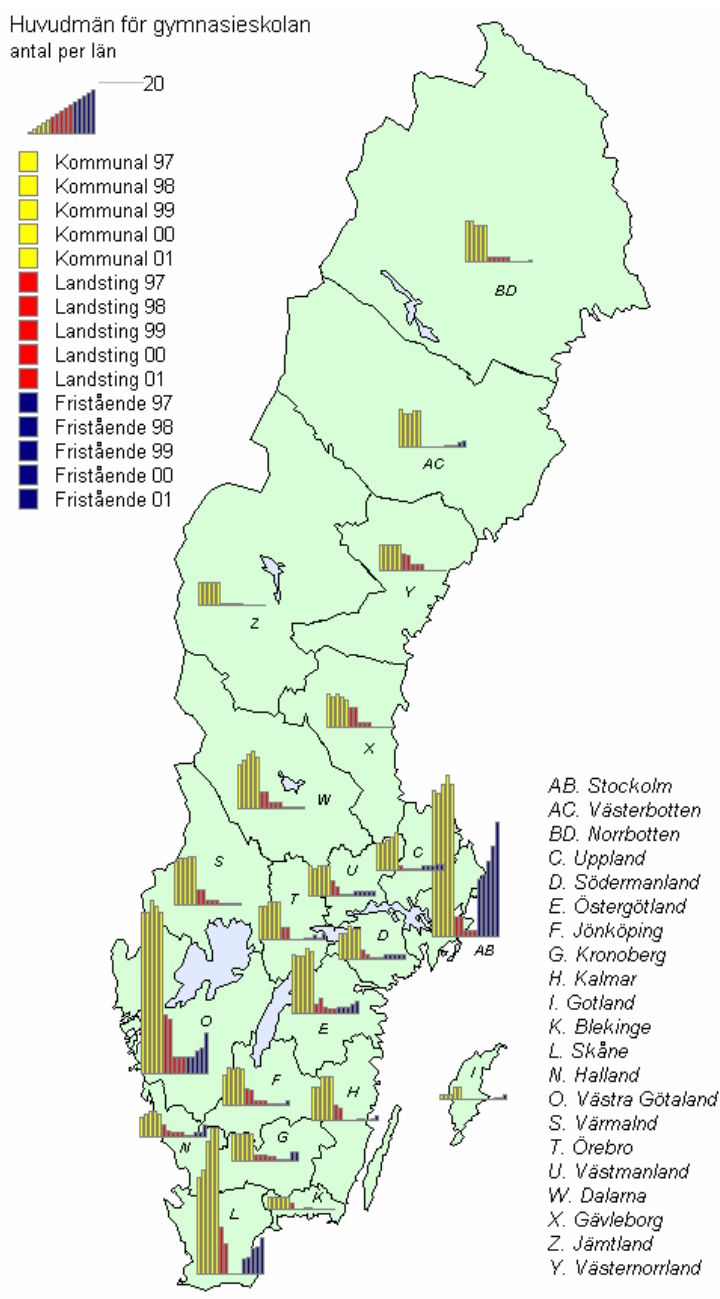 Huvudmän för gymnasieskolan
antal per län
20
Kommunal 97
Kommunal 98
Kommunal 99
Kommunal 00
Kommunal 01
Landsting 97
Landsting 98
Landsting 99
Landsting 00
Landsting 01
Fristående 97
Fristående 98
Fristående 99
Fristående 00
Fristående 01
BD
AC
Y
Z
X
W
S
U
C
T
D
AB
O
E
F
H
I
N
G
K
L
AB. Stockolm
AC. Västerbotten
BD. Norrbotten
C. Uppland
D. Södermanland
E. Östergötland
F. Jönköping
G. Kronoberg
H. Kalmar
I. Gotland
K. Blekinge
L. Skåne
N. Halland
O. Västra Götaland
S. Värmalnd
T. Örebro
U. Västmanland
W. Dalarna
X. Gävleborg
Z. Jämtland
Y. Västernorrland